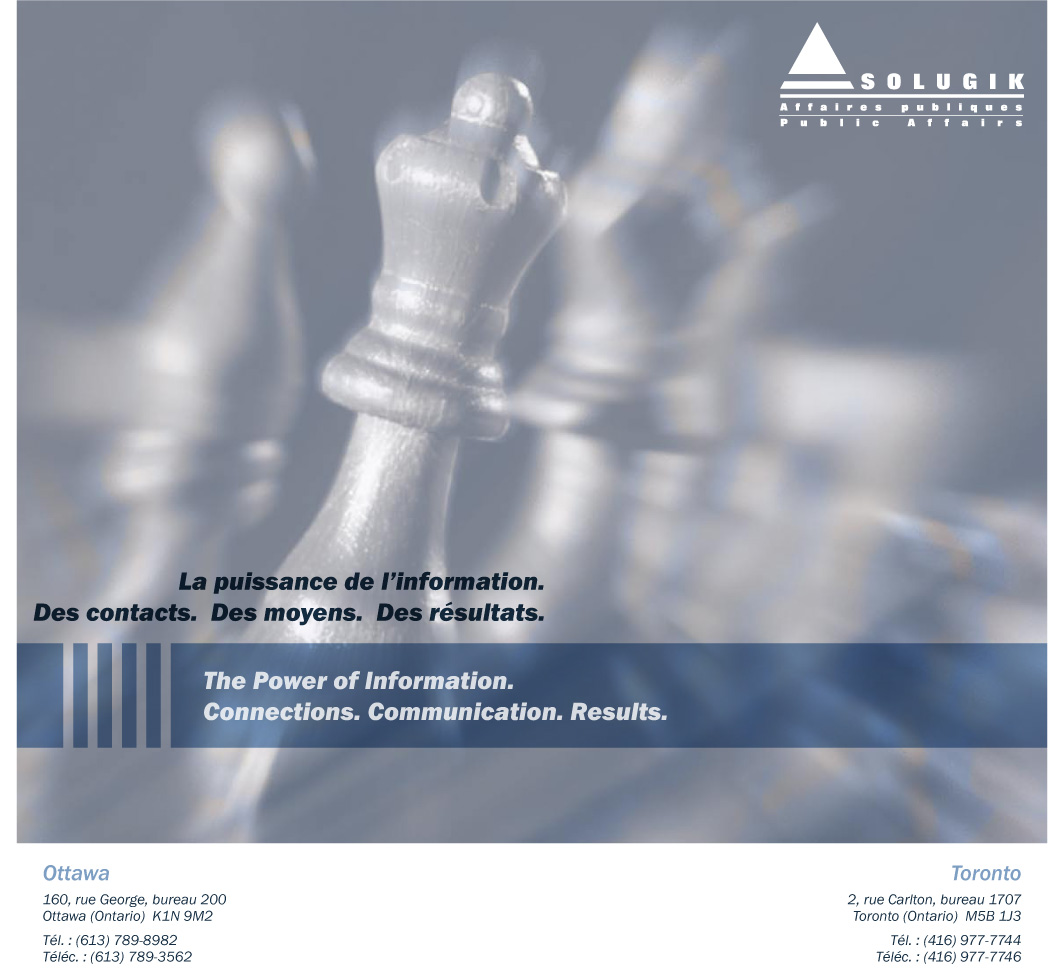 SOLUGIK
Affaires publiques
Public Affairs
La puissance de l’information.
Des contacts.  Des moyens.  Des résultats.
The Power of Information.
Connections. Communication. Results.
Ottawa
160, rue George, bureau 200
Ottawa (Ontario)  K1N 9M2
Tél. : (613) 789-8982
Téléc. : (613) 789-3562
Toronto
2, rue Carlton, bureau 1707
Toronto (Ontario)  M5B 1J3
Tél. : (416) 977-7744
Téléc. : (416) 977-7746